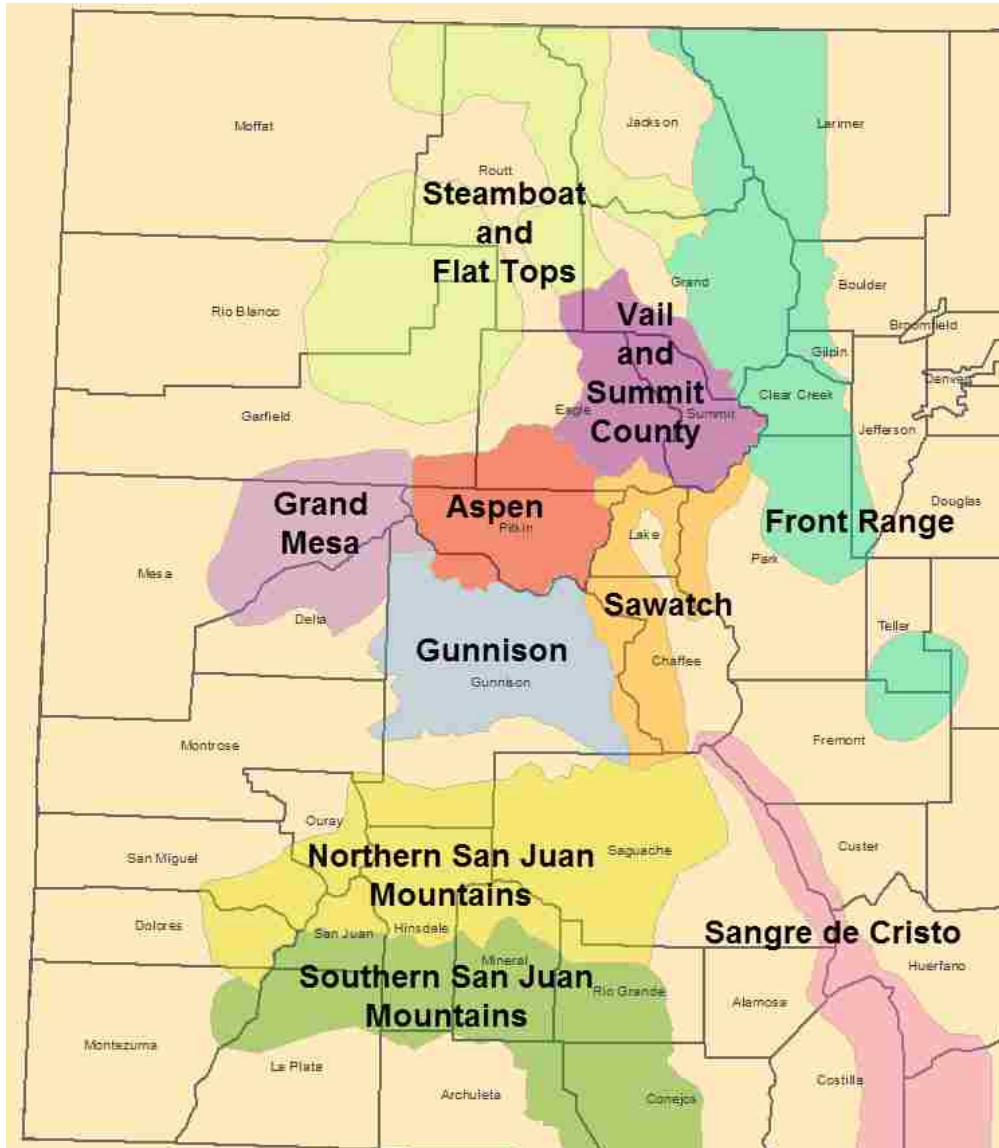 Moffat
Routt
Jackson
Larimer
Steamboat
and
Flat Tops
Rio Blanco
Grand
Boulder
Broomfield
Gilpin
Vail
and
Summit
County
Eagle
Summit
Clear Creek
Denver
Jefferson
Garfield
Grand
Mesa
Aspen
Pitkin
Lake
Front Range
Douglas
Park
Mesa
Delta
Sawatch
Teller
Gunnison
Gunnison
Chaffee
Montrose
Fremont
Ouray
San Miguel
Northern San Juan
Mountains
Saguache
Custer
Dolores
San Juan
Hinsdale
Mineral
Sangre de Cristo
Huerfano
Southern San Juan
Mountains
Rio Grande
Alamosa
Montezuma
La Plata
Archuleta
Conejos
Costilla